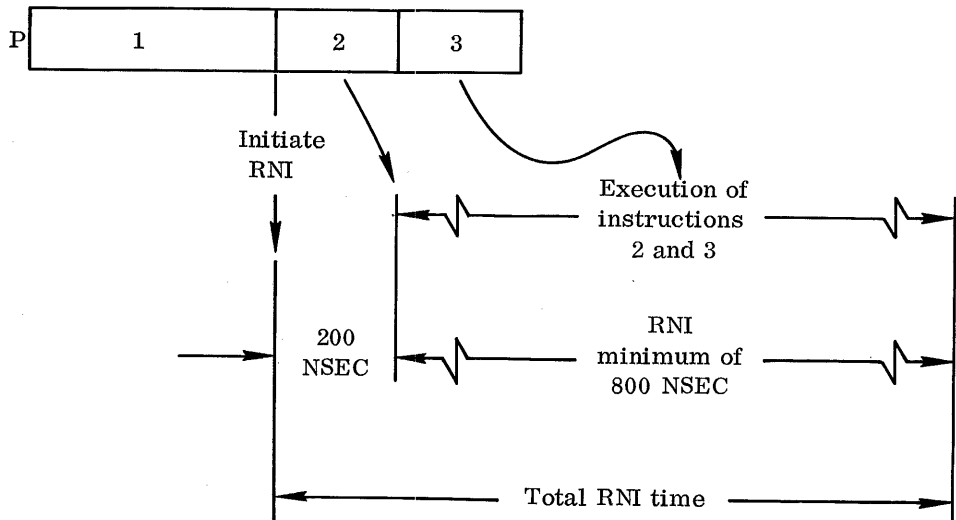 P 1 2 3
Initiate
RNI
Execution of
instructions
2 and 3
200
NSEC
RNI
minimum of
800 NSEC
Total RNI time